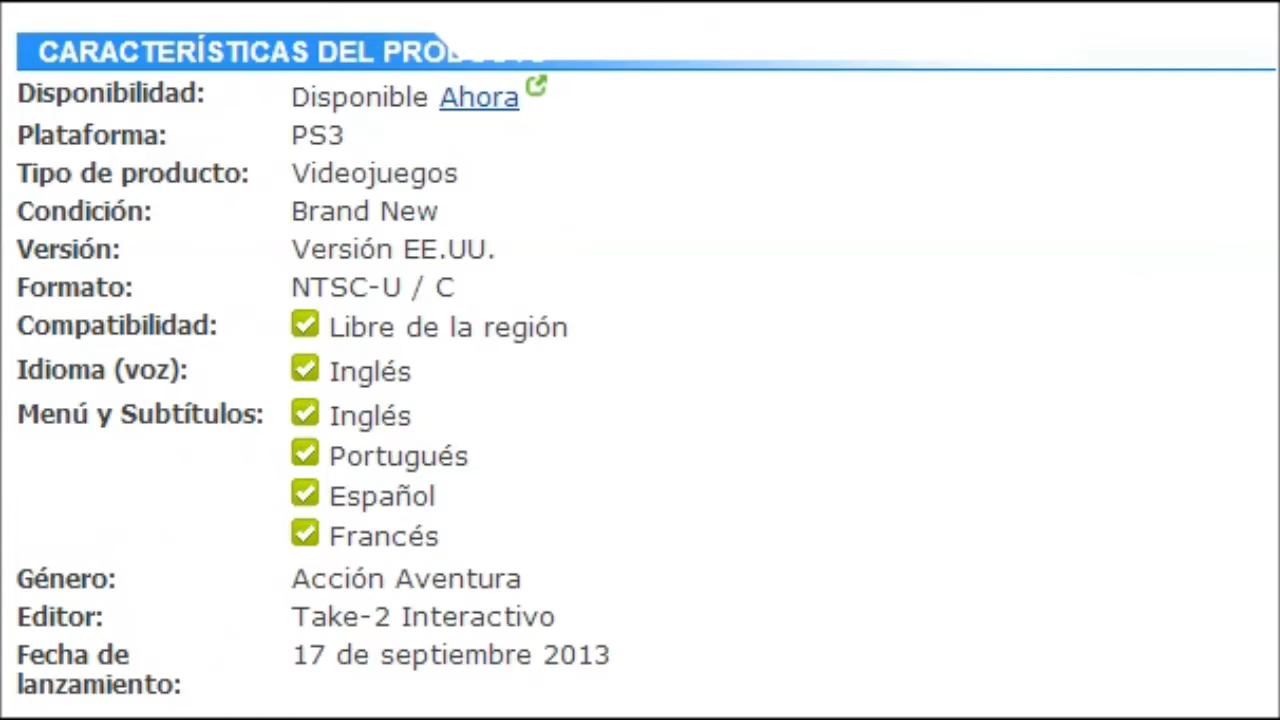 CARACTERÍSTICAS DEL PRODUCTO
Disponibilidad: Disponible Ahora
Plataforma: PS3
Tipo de producto: Videojuegos
Condición: Brand New
Versión: Versión EE.UU.
Formato: NTSC-U / C
Compatibilidad: Libre de la región
Idioma (voz): Inglés
Menú y Subtítulos: Inglés
Portugués
Español
Francés
Género: Acción Aventura
Editor: Take-2 Interactivo
Fecha de 17 de septiembre 2013
lanzamiento: